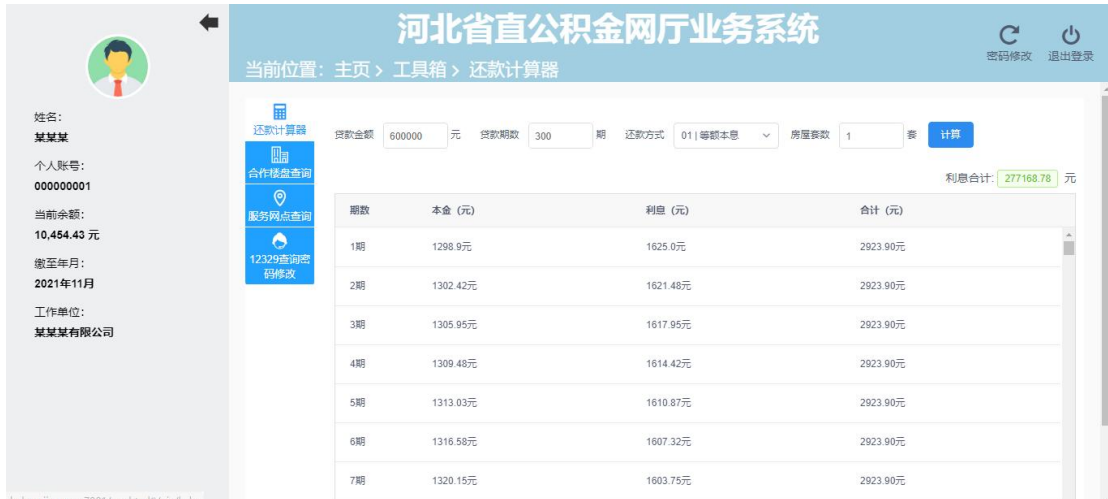 河北省直公积金网厅业务系统
当前位置：主页 > 工具箱 > 还款计算器
密码修改 退出登录
姓名：
某某某
个人账号：
000000001
当前余额：
10,454.43 元
缴至年月：
2021年11月
工作单位：
某某某有限公司
还款计算器
合作楼盘查询
服务网点查询
12329查询密
码修改
贷款金额 600000 元 贷款期数 300 期 还款方式 01 | 等额本息 房屋套数 1 套 计算
利息合计: 277168.78 元
期数 本金（元） 利息（元） 合计（元）
1期 1298.9元 1625.0元 2923.90元
2期 1302.42元 1621.48元 2923.90元
3期 1305.95元 1617.95元 2923.90元
4期 1309.48元 1614.42元 2923.90元
5期 1313.03元 1610.87元 2923.90元
6期 1316.58元 1607.32元 2923.90元
7期 1320.15元 1603.75元 2923.90元